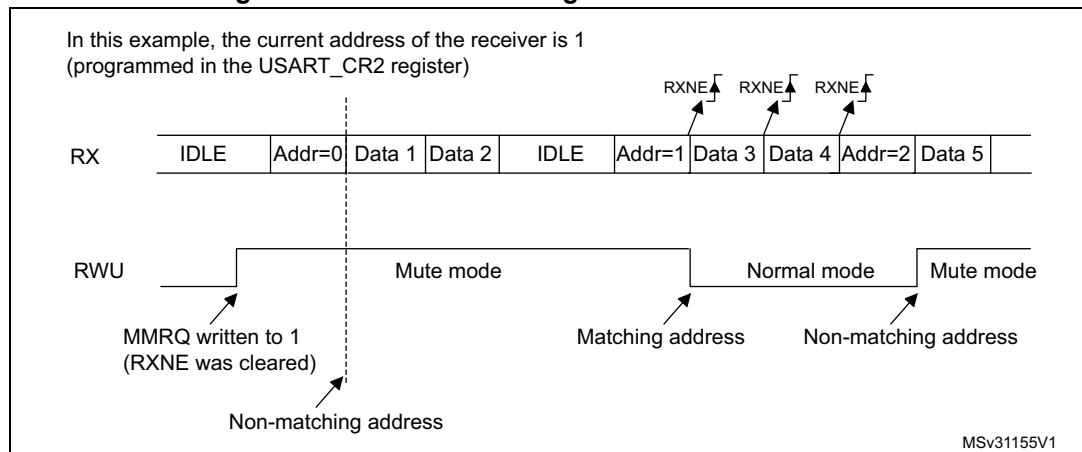 In this example, the current address of the receiver is 1
(programmed in the USART_CR2 register)
RXNE RXNE RXNE
RX IDLE Addr=0 Data 1 Data 2 IDLE Addr=1 Data 3 Data 4 Addr=2 Data 5
RWU Mute mode Normal mode Mute mode
MMRQ written to 1 Matching address Non-matching address
(RXNE was cleared)
Non-matching address
MSv31155V1